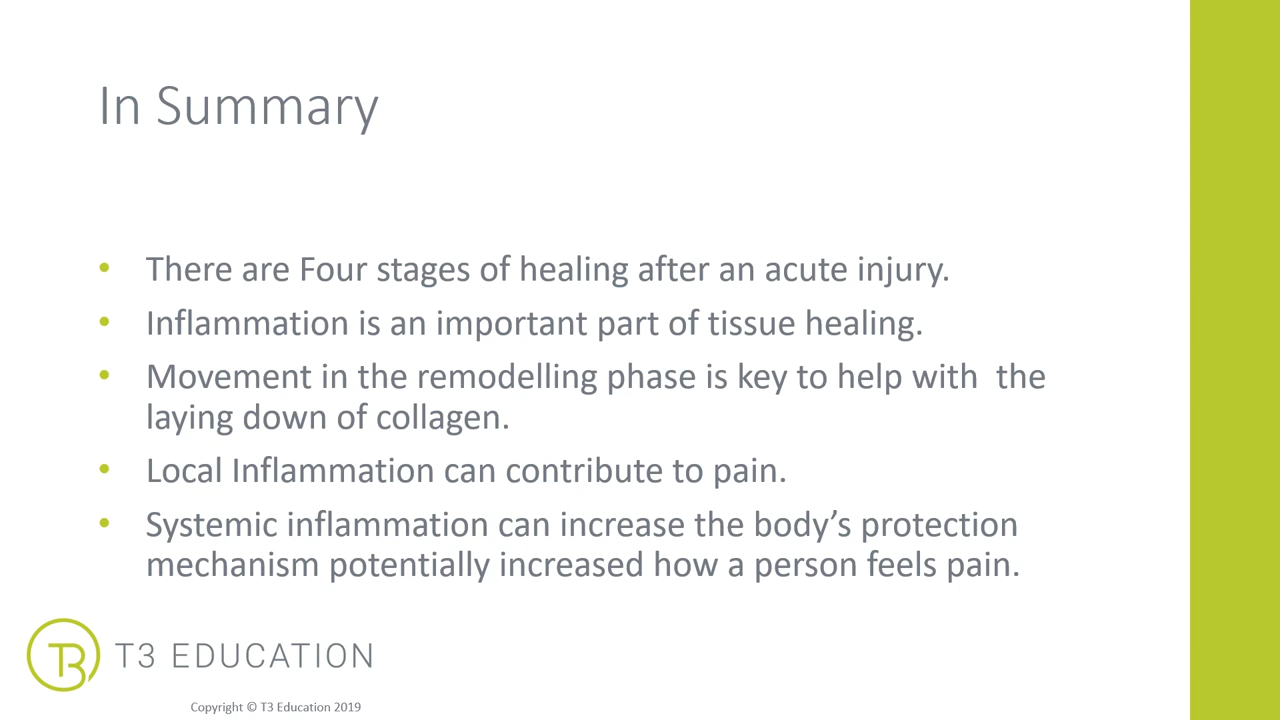 In Summary
• There are Four stages of healing after an acute injury.
• Inflammation is an important part of tissue healing.
• Movement in the remodelling phase is key to help with  the
laying down of collagen.
• Local Inflammation can contribute to pain.
• Systemic inflammation can increase the body’s protection
mechanism potentially increased how a person feels pain.
T3 T3 EDUCATION
Copyright © T3 Education 2019